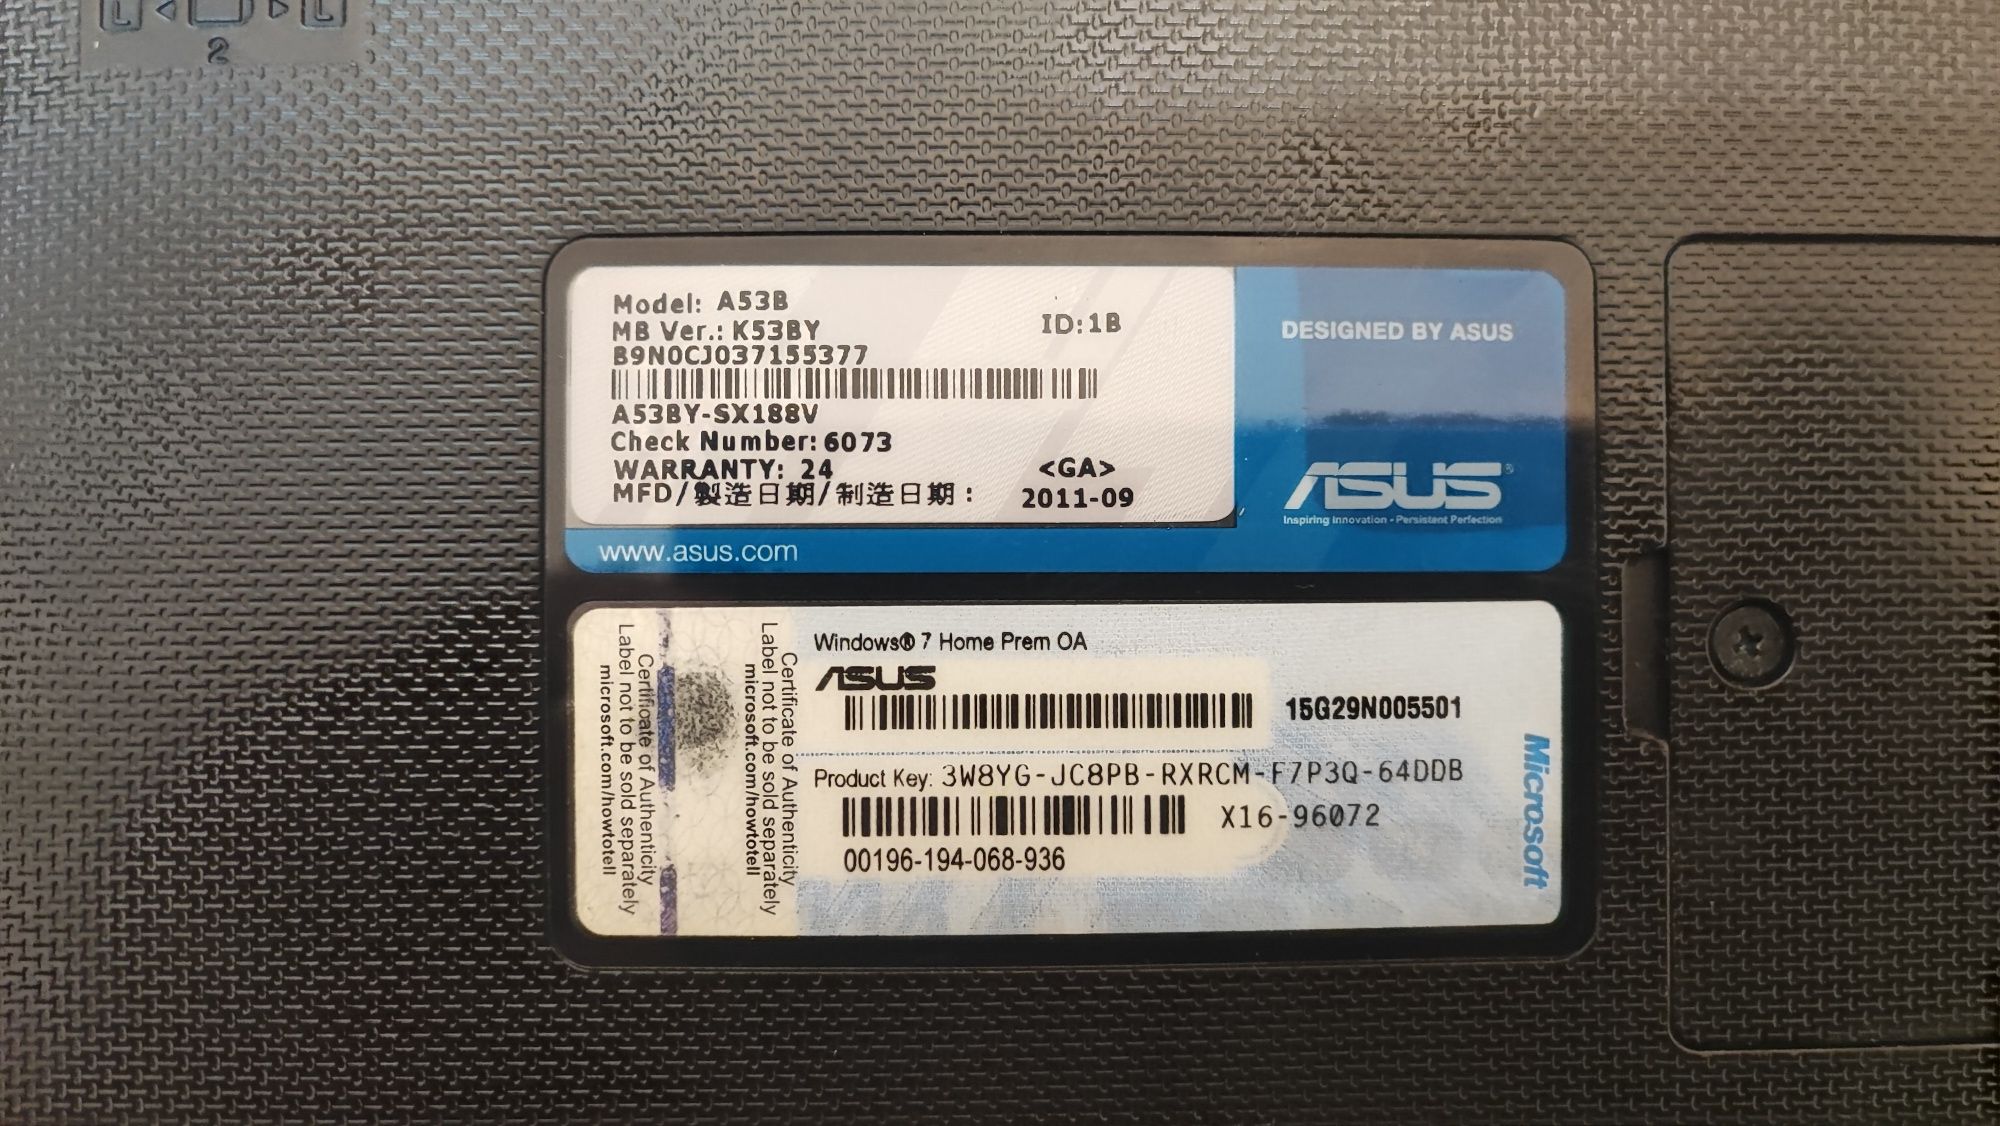 2
Model: A53B
MB Ver.: K53BY
ID:1B
B9N0CJ037155377
A53BY-SX188V
Check Number: 6073
WARRANTY: 24
<GA>
MFD/製造日期/制造日期:
2011-09
DESIGNED BY ASUS
ASUS®
Inspiring Innovation - Persistent Perfection
www.asus.com
Certificate of Authenticity
Label not to be sold separately
microsoft.com/howtotell
Certificate of Authenticity
Label not to be sold separately
microsoft.com/howtotell
Windows® 7 Home Prem OA
ASUS
15G29N005501
Product Key: 3W8YG-JC8PB-RXRCM-F7P3Q-64DDB
X16-96072
00196-194-068-936
Microsoft